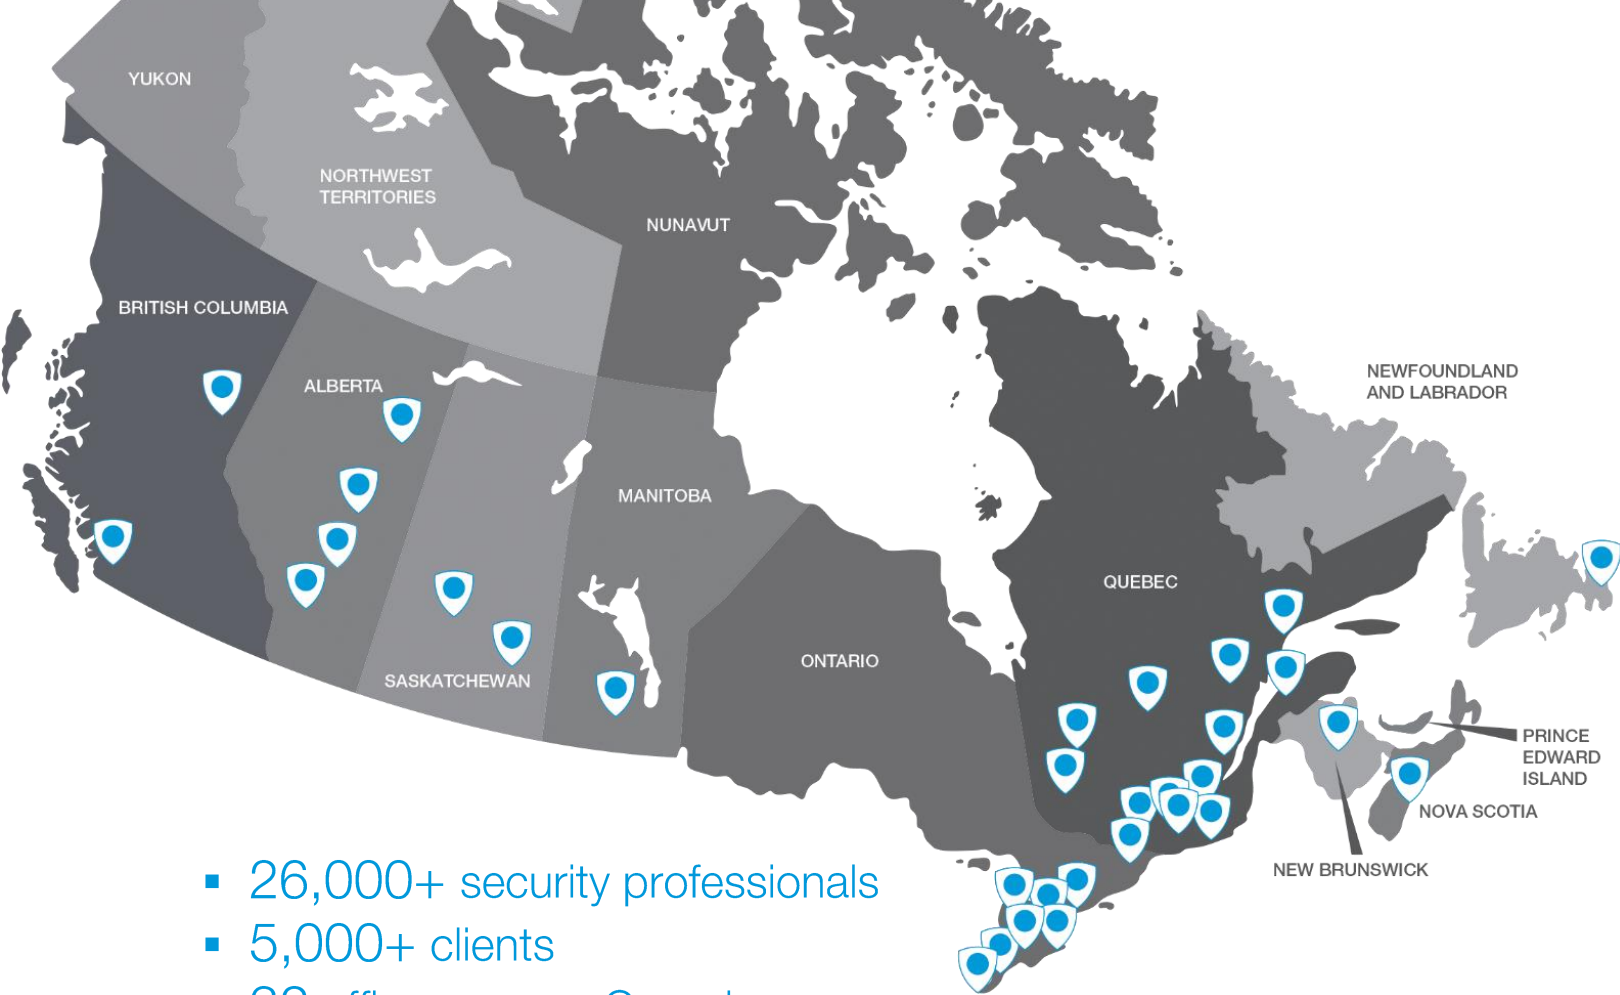 YUKON
NORTHWEST
TERRITORIES
NUNAVUT
BRITISH COLUMBIA
ALBERTA
NEWFOUNDLAND
AND LABRADOR
MANITOBA
QUEBEC
ONTARIO
SASKATCHEWAN
PRINCE
EDWARD
ISLAND
NOVA SCOTIA
NEW BRUNSWICK
▪ 26,000+ security professionals
▪ 5,000+ clients